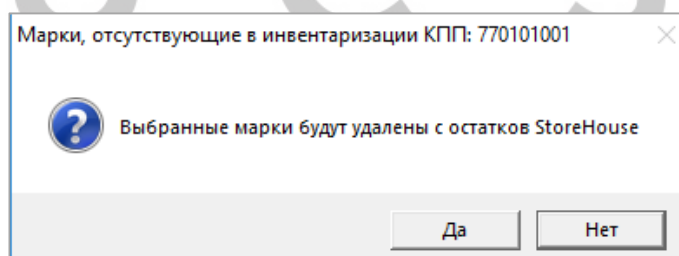 Марки, отсутствующие в инвентаризации КПП: 770101001
Выбранные марки будут удалены с остатков StoreHouse
Да
Нет